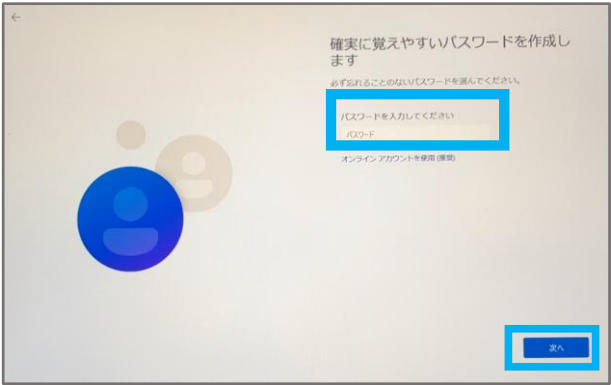 ←
確実に覚えやすいパスワードを作成し
ます
必ず忘れることのないパスワードを選んでください。
パスワードを入力してください
パスワード
オンライン アカウントを使用 (推奨)
次へ